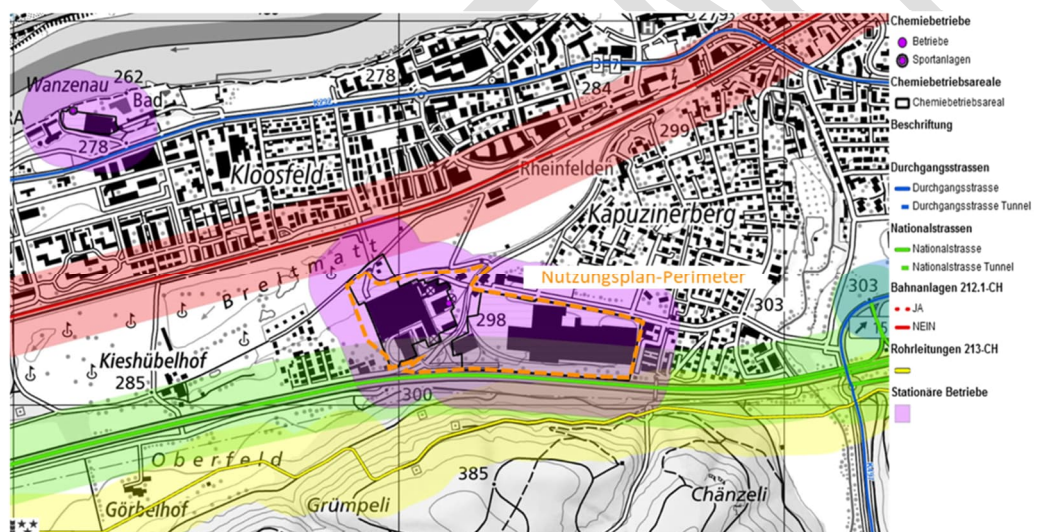 Wanzenau
262
Bad
278
278
3
7
284
299
Kloosfeld
Rheinfelden
Kapuzinerberg
Breitmatt
Nutzungsplan-Perimeter
303
303
298
Kieshübelhof
285
300
Oberfeld
385
Görbelhof
Grümpeli
Chänzeli
Chemiebetriebe
Betriebe
Sportanlagen
Chemiebetriebsareale
Chemiebetriebsareal
Beschriftung
Durchgangsstrassen
Durchgangsstrasse
Durchgangsstrasse Tunnel
Nationalstrassen
Nationalstrasse
Nationalstrasse Tunnel
Bahnanlagen 212.1-CH
JA
NEIN
Rohrleitungen 213-CH
Stationäre Betriebe